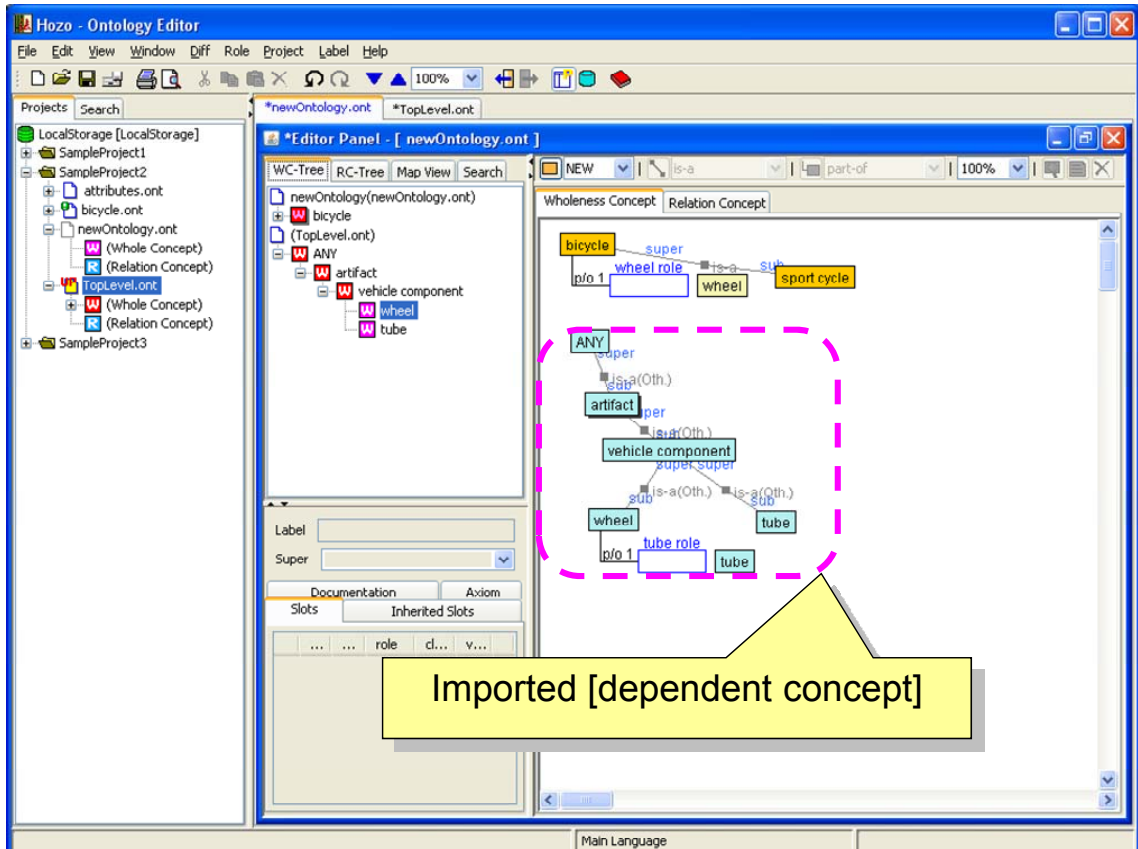 Hozo - Ontology Editor
File Edit View Window Diff Role Project Label Help
100%
Projects Search
*newOntology.ont *TopLevel.ont
LocalStorage [LocalStorage]
SampleProject1
SampleProject2
attributes.ont
bicycle.ont
newOntology.ont
W (Whole Concept)
R (Relation Concept)
TopLevel.ont
W (Whole Concept)
R (Relation Concept)
SampleProject3
*Editor Panel - [ newOntology.ont ]
WC-Tree RC-Tree Map View Search
newOntology(newOntology.ont)
W bicycle
(TopLevel.ont)
W ANY
W artifact
W vehicle component
W wheel
W tube
Label
Super
Documentation Axiom
Slots Inherited Slots
... ... role cl... v...
NEW is-a part-of 100%
Wholeness Concept Relation Concept
bicycle super
p/o 1 wheel role is-a sub
wheel sport cycle
ANY
super
is-a(Oth.)
sub
artifact
super
is-a(Oth.)
sub
vehicle component
super super
is-a(Oth.) is-a(Oth.)
sub sub
wheel tube
p/o 1 tube role
tube
Imported [dependent concept]
Main Language